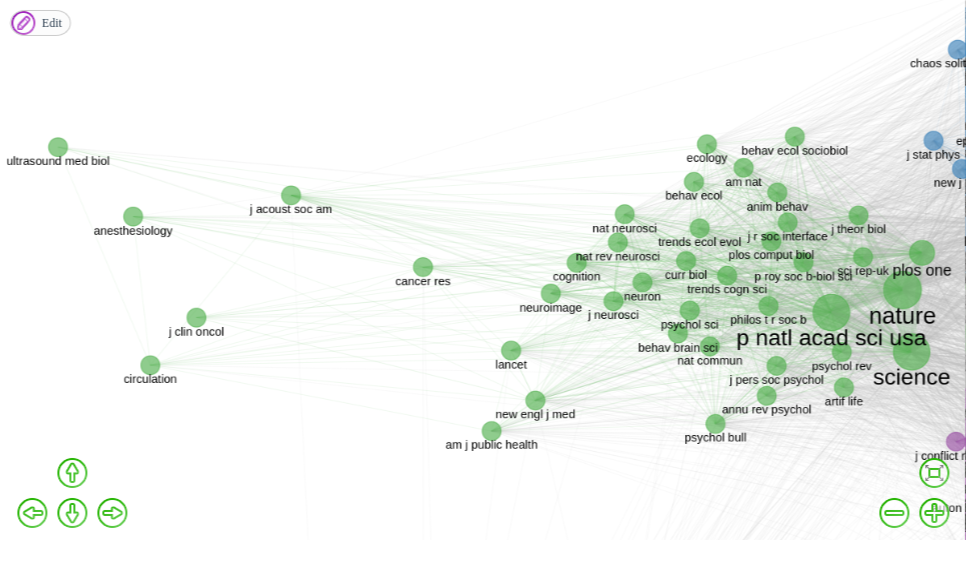 Edit
chaos solit
ultrasound med biol
ecology
behav ecol sociobiol
j stat phys
ep
am nat
new j
behav ecol
j acoust soc am
anim behav
anesthesiology
nat neurosci
j r soc interface
j theor biol
trends ecol evol
nat rev neurosci
plos comput biol
cancer res
cognition
curr biol
p roy soc b-biol sci
sci rep-uk
plos one
neuroimage
neuron
trends cogn sci
j neurosci
nature
j clin oncol
psychol sci
philos t r soc b
p natl acad sci usa
behav brain sci
nat commun
lancet
psychol rev
circulation
j pers soc psychol
science
new engl j med
annu rev psychol
artif life
am j public health
psychol bull
j conflict r
on